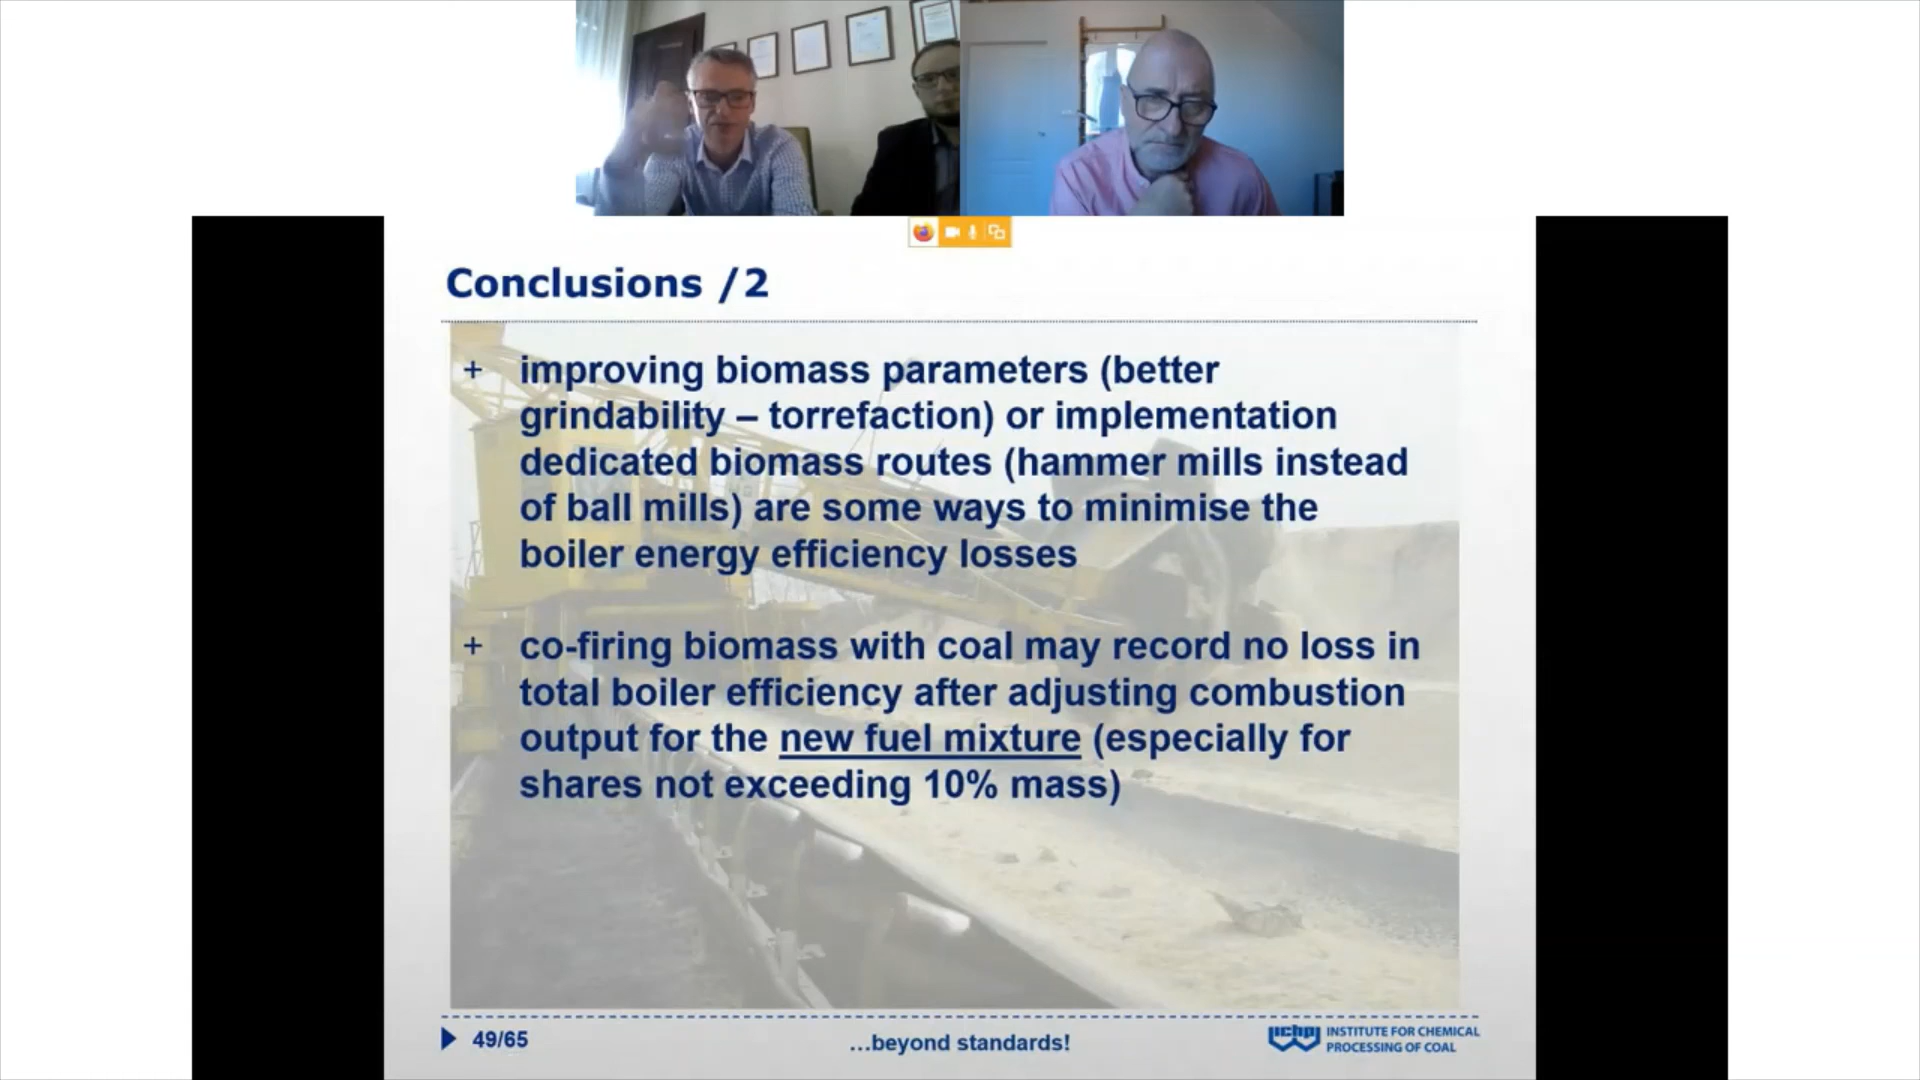 Conclusions /2
+ improving biomass parameters (better
grindability – torrefaction) or implementation
dedicated biomass routes (hammer mills instead
of ball mills) are some ways to minimise the
boiler energy efficiency losses
+ co-firing biomass with coal may record no loss in
total boiler efficiency after adjusting combustion
output for the new fuel mixture (especially for
shares not exceeding 10% mass)
49/65
...beyond standards!
ichpw
INSTITUTE FOR CHEMICAL
PROCESSING OF COAL